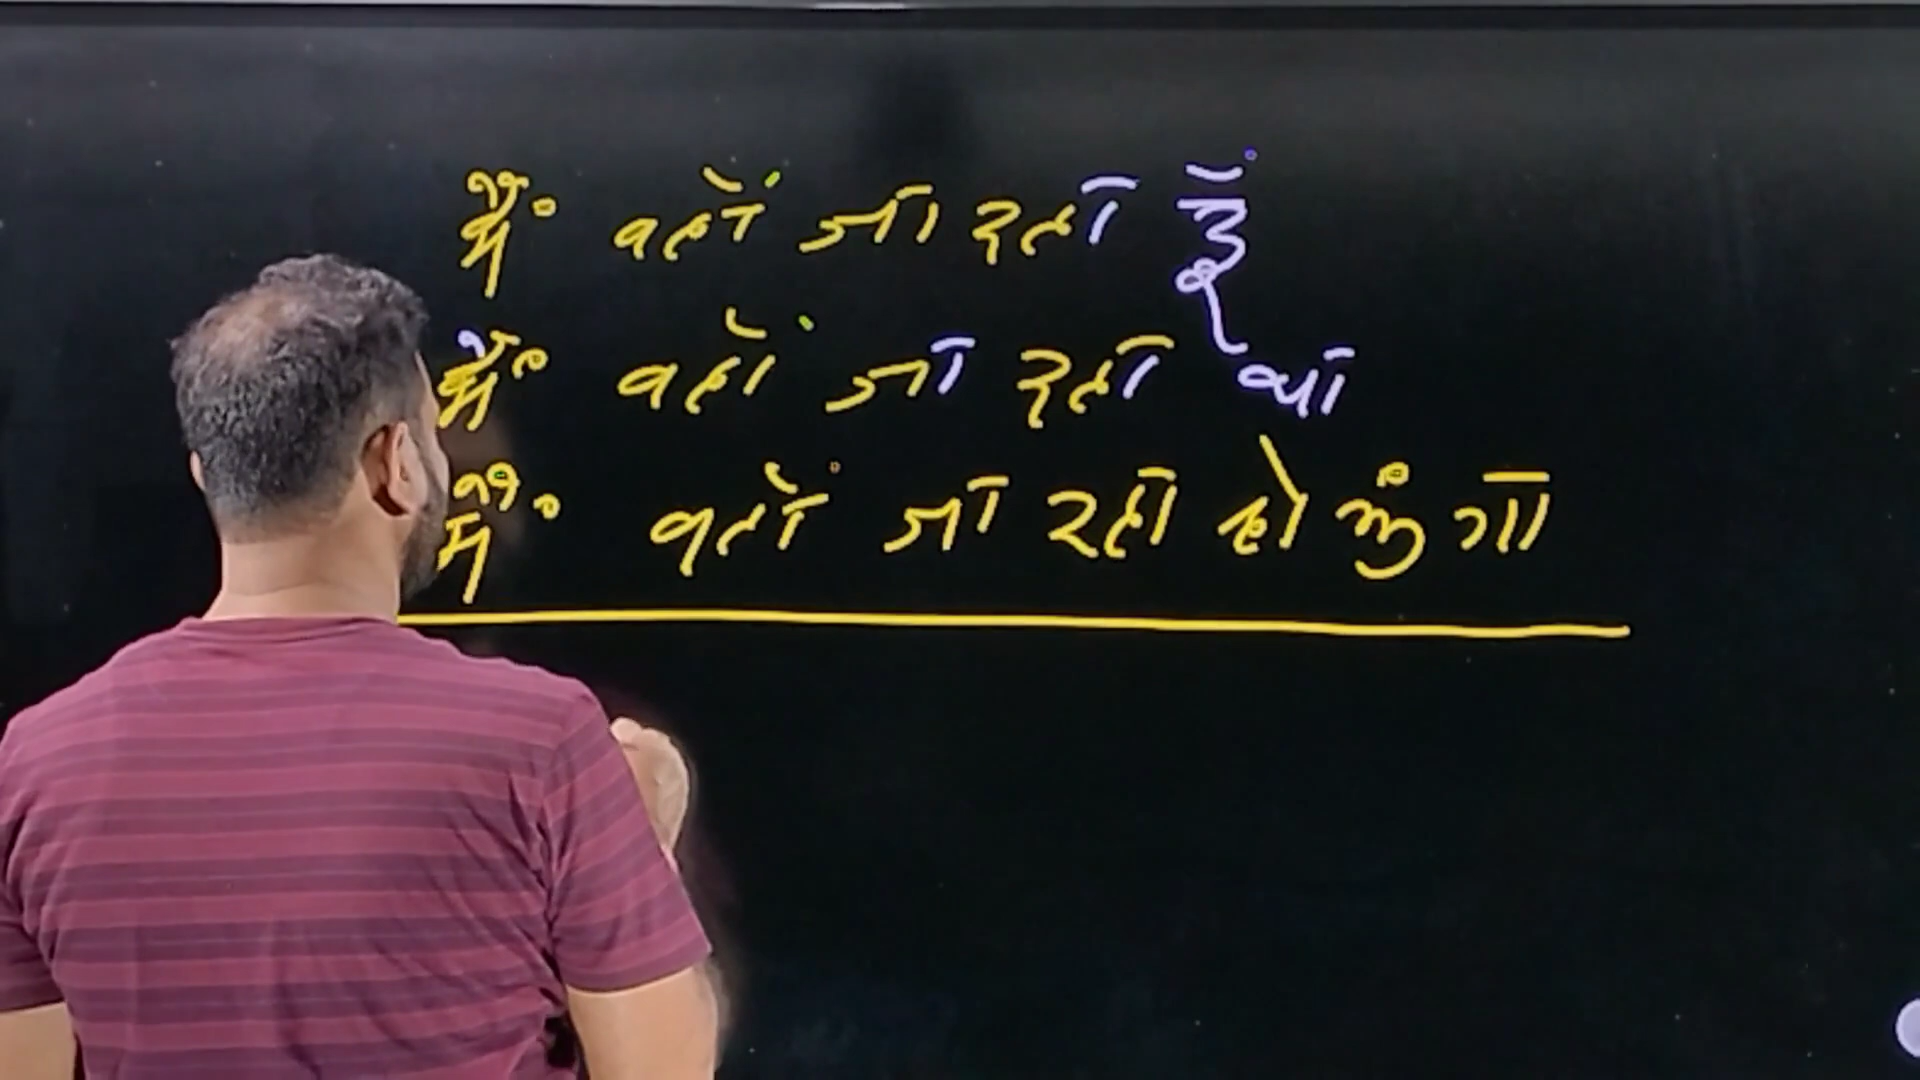 मैं वहाँ जा रहा हूँ
मैं वहाँ जा रहा था
मैं वहाँ जा रहा होऊँगा